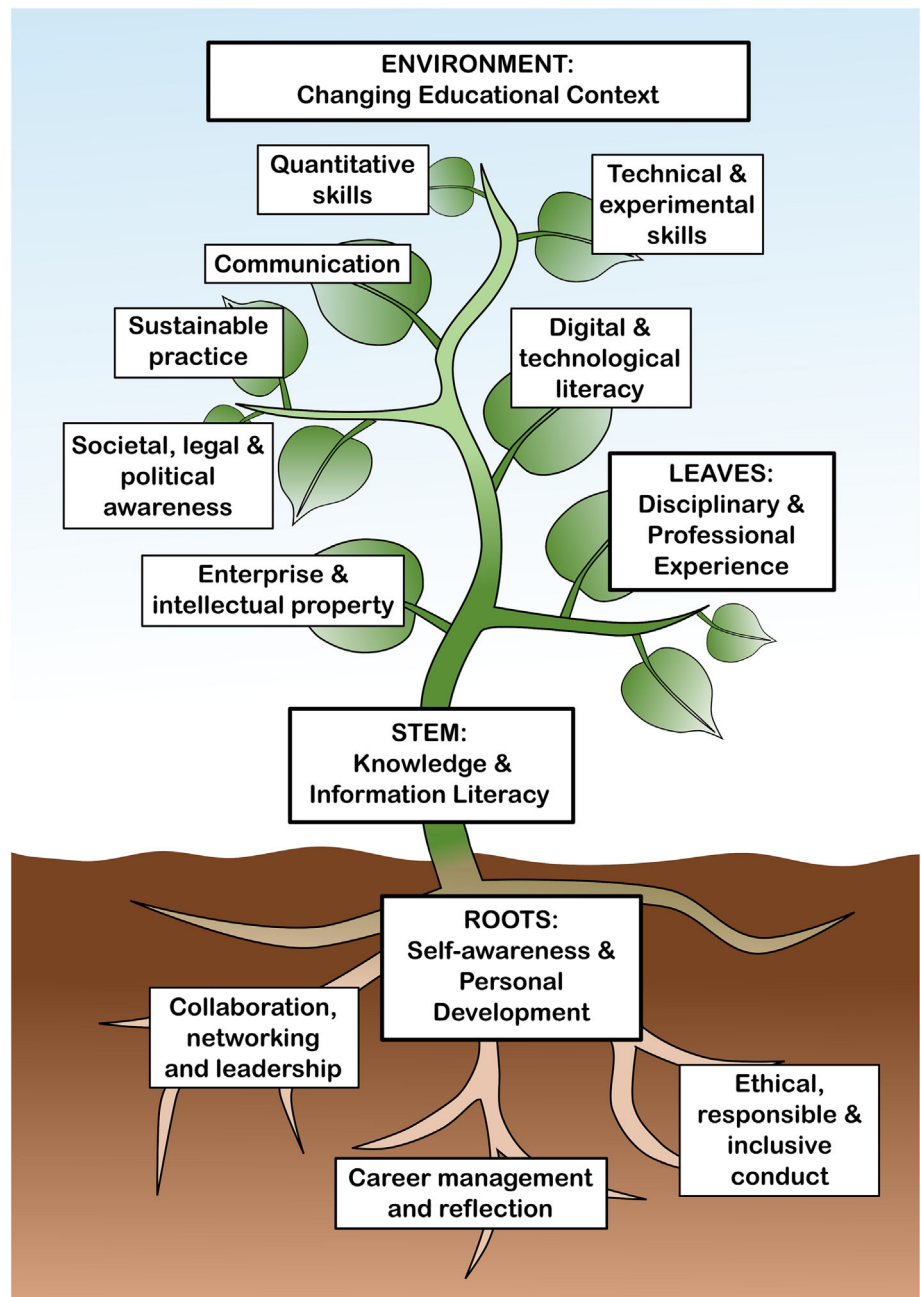 ENVIRONMENT:
Changing Educational Context
Quantitative
skills
Technical &
experimental
skills
Communication
Sustainable
practice
Digital &
technological
literacy
Societal, legal &
political
awareness
LEAVES:
Disciplinary &
Professional
Experience
Enterprise &
intellectual property
STEM:
Knowledge &
Information Literacy
ROOTS:
Self-awareness &
Personal
Development
Collaboration,
networking
and leadership
Ethical,
responsible &
inclusive
conduct
Career management
and reflection